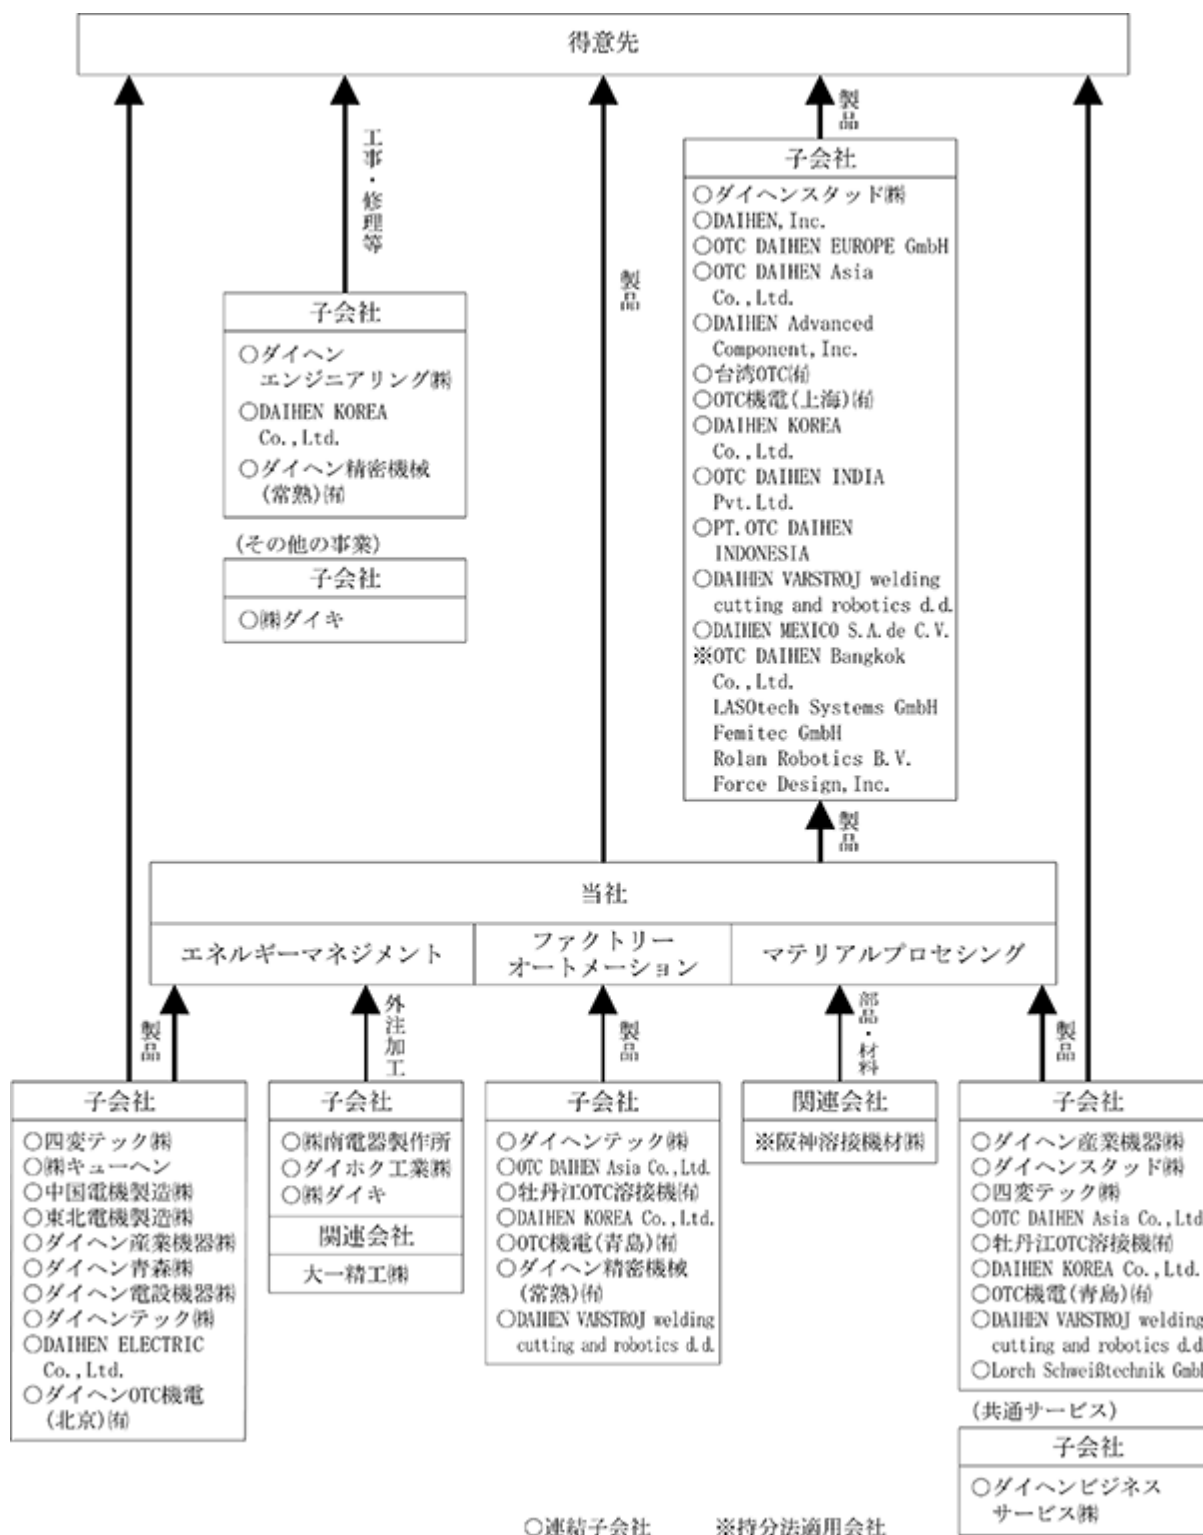 得意先
工事・修理等
製品
製品
子会社
○ダイヘンスタッド㈱
○DAIHEN,Inc.
○OTC DAIHEN EUROPE GmbH
○OTC DAIHEN Asia
Co.,Ltd.
○DAIHEN Advanced
Component,Inc.
○台湾OTC㈲
○OTC機電(上海)㈲
○DAIHEN KOREA
Co.,Ltd.
○OTC DAIHEN INDIA
Pvt.Ltd.
○PT.OTC DAIHEN
INDONESIA
○DAIHEN VARSTROJ welding
cutting and robotics d.d.
○DAIHEN MEXICO S.A.de C.V.
※OTC DAIHEN Bangkok
Co.,Ltd.
LASOtech Systems GmbH
Femitec GmbH
Rolan Robotics B.V.
Force Design,Inc.
子会社
○ダイヘン
エンジニアリング㈱
○DAIHEN KOREA
Co.,Ltd.
○ダイヘン精密機械
(常熟)㈲
(その他の事業)
子会社
○㈱ダイキ
製品
当社
エネルギーマネジメント
ファクトリー
オートメーション
マテリアルプロセシング
製品
外注加工
製品
部品・材料
製品
子会社
○四変テック㈱
○㈱キューヘン
○中国電機製造㈱
○東北電機製造㈱
○ダイヘン産業機器㈱
○ダイヘン青森㈱
○ダイヘン電設機器㈱
○ダイヘンテック㈱
○DAIHEN ELECTRIC
Co.,Ltd.
○ダイヘンOTC機電
(北京)㈲
子会社
○㈱南電器製作所
○ダイホク工業㈱
○㈱ダイキ
関連会社
大一精工㈱
子会社
○ダイヘンテック㈱
○OTC DAIHEN Asia Co.,Ltd.
○牡丹江OTC溶接機㈲
○DAIHEN KOREA Co.,Ltd.
○OTC機電(青島)㈲
○ダイヘン精密機械
(常熟)㈲
○DAIHEN VARSTROJ welding
cutting and robotics d.d.
関連会社
※阪神溶接機材㈱
子会社
○ダイヘン産業機器㈱
○ダイヘンスタッド㈱
○四変テック㈱
○OTC DAIHEN Asia Co.,Ltd
○牡丹江OTC溶接機㈲
○DAIHEN KOREA Co.,Ltd.
○OTC機電(青島)㈲
○DAIHEN VARSTROJ welding
cutting and robotics d.d
○Lorch Schweißtechnik Gmb
(共通サービス)
子会社
○ダイヘンビジネス
サービス㈱
○連結子会社 ※持分法適用会社